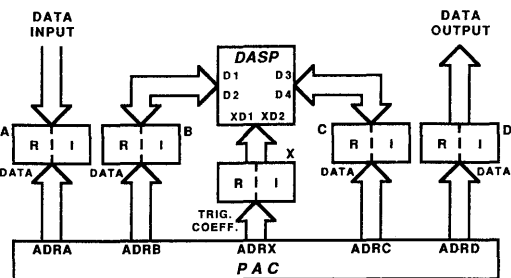 DATA INPUT
DATA OUTPUT
DASP
D1 D3
D2 D4
XD1 XD2
A R I
B R I
C R I
D R I
X
DATA
DATA
R I
DATA
DATA
TRIG. COEFF.
ADRA ADRB ADRX ADRC ADRD
PAC